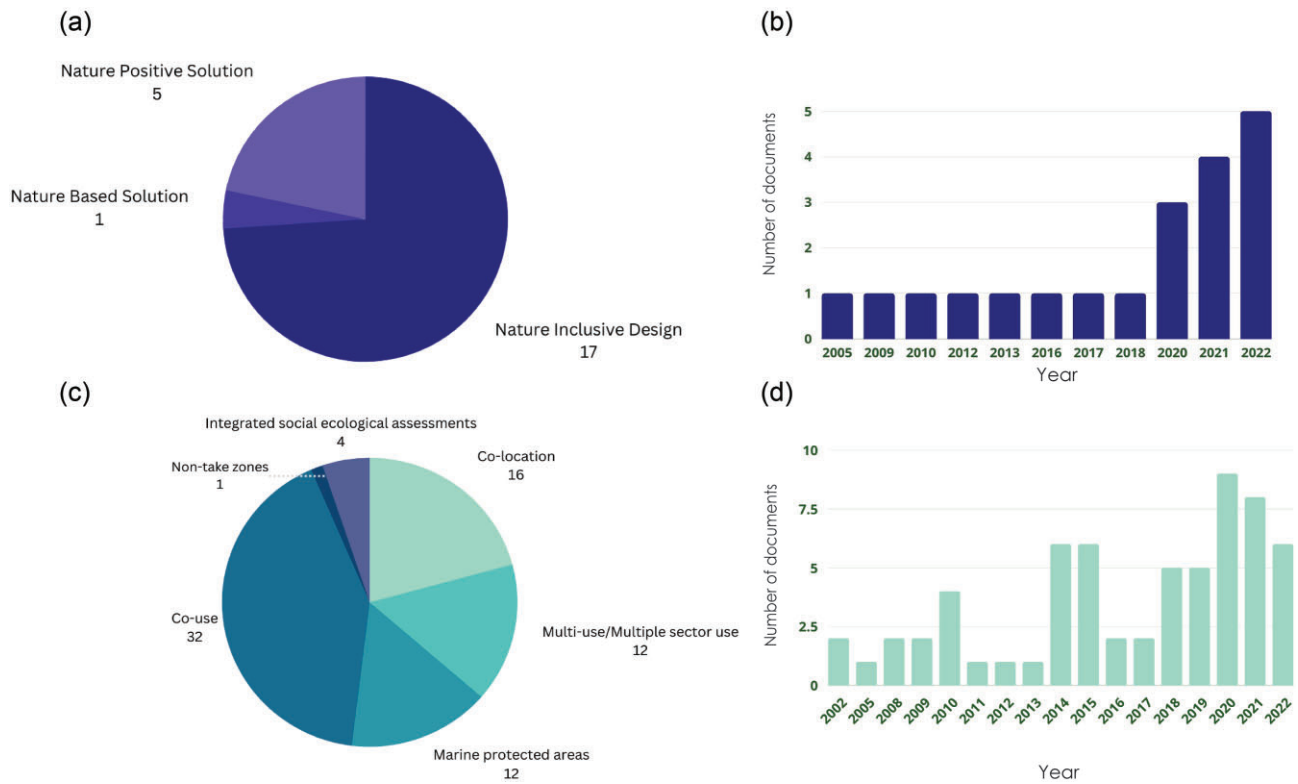 (a)
Nature Positive Solution
5
Nature Based Solution
1
Nature Inclusive Design
17
(b)
Number of documents
5
4
3
2
1
0
2005 2009 2010 2012 2013 2016 2017 2018 2020 2021 2022
Year
(c)
Integrated social ecological assessments
4
Non-take zones
1
Co-location
16
Co-use
32
Multi-use/Multiple sector use
12
Marine protected areas
12
(d)
Number of documents
10
7.5
5
2.5
0
2002 2005 2008 2009 2010 2011 2012 2013 2014 2015 2016 2017 2018 2019 2020 2021 2022
Year